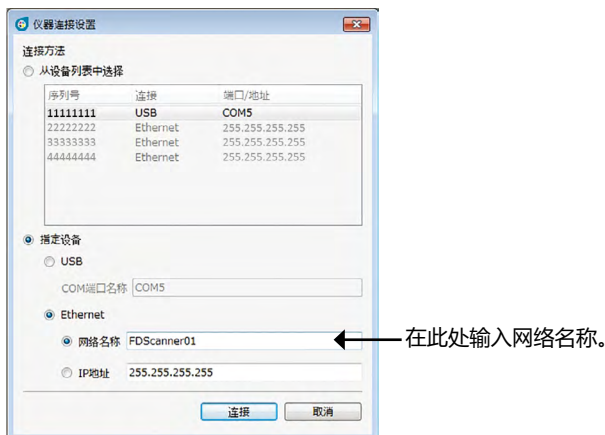 仪器连接设置
连接方法
从设备列表中选择
序列号 连接 端口/地址
11111111 USB COM5
22222222 Ethernet 255.255.255.255
33333333 Ethernet 255.255.255.255
44444444 Ethernet 255.255.255.255
指定设备
USB
COM端口名称 COM5
Ethernet
网络名称 FDScanner01
在此处输入网络名称。
IP地址 255.255.255.255
连接 取消